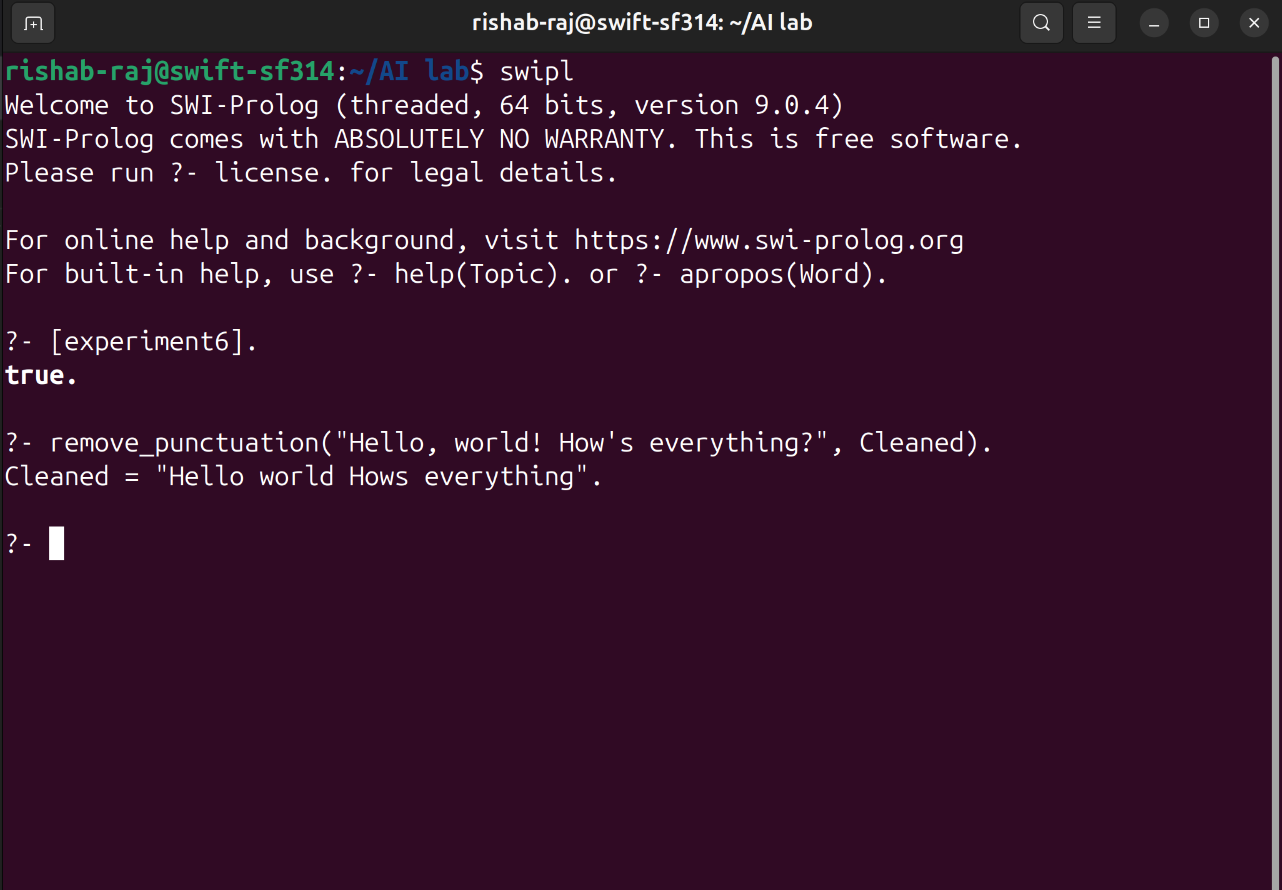 rishab-raj@swift-sf314: ~/AI lab
rishab-raj@swift-sf314:~/AI lab$ swipl
Welcome to SWI-Prolog (threaded, 64 bits, version 9.0.4)
SWI-Prolog comes with ABSOLUTELY NO WARRANTY. This is free software.
Please run ?- license. for legal details.
For online help and background, visit https://www.swi-prolog.org
For built-in help, use ?- help(Topic). or ?- apropos(Word).
?- [experiment6].
true.
?- remove_punctuation("Hello, world! How's everything?", Cleaned).
Cleaned = "Hello world Hows everything".
?-